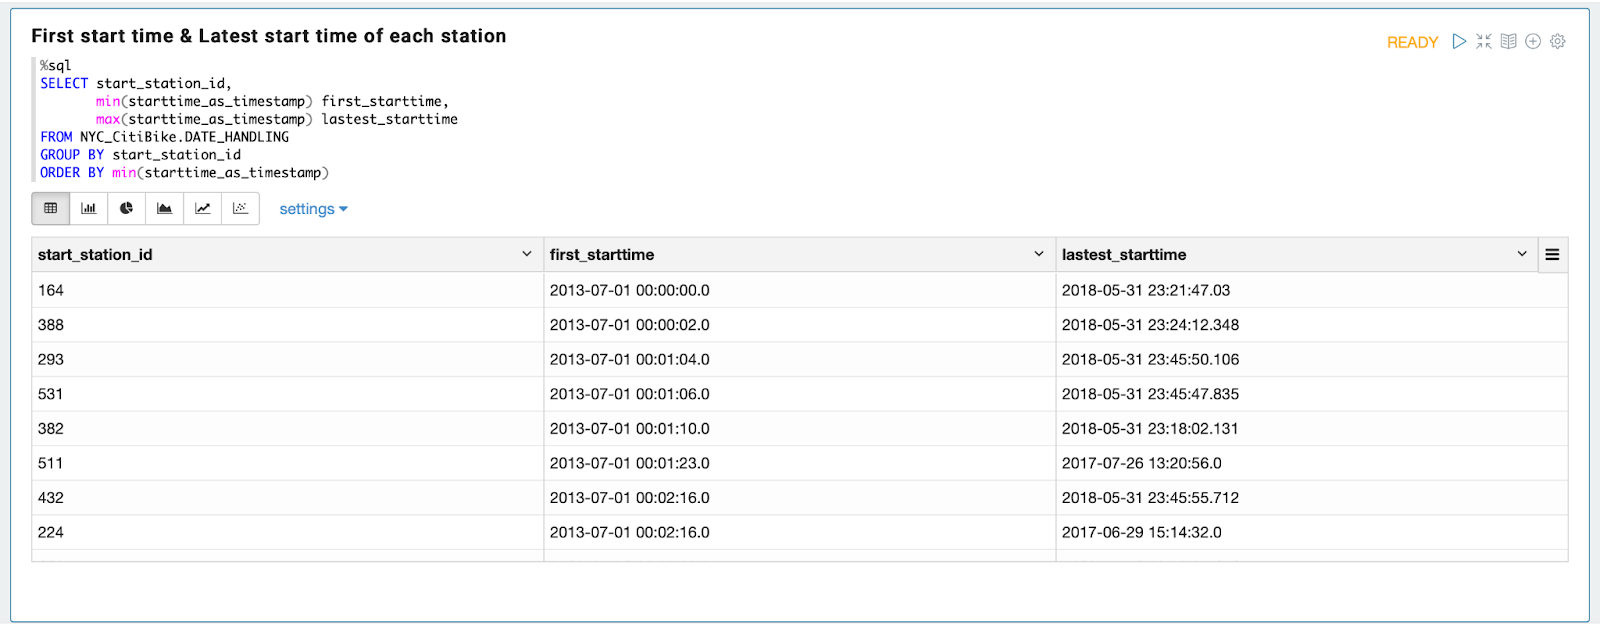 First start time & Latest start time of each station
READY
%sql
SELECT start_station_id,
min(starttime_as_timestamp) first_starttime,
max(starttime_as_timestamp) lastest_starttime
FROM NYC_CitiBike.DATE_HANDLING
GROUP BY start_station_id
ORDER BY min(starttime_as_timestamp)
settings
start_station_id first_starttime lastest_starttime
164 2013-07-01 00:00:00.0 2018-05-31 23:21:47.03
388 2013-07-01 00:00:02.0 2018-05-31 23:24:12.348
293 2013-07-01 00:01:04.0 2018-05-31 23:45:50.106
531 2013-07-01 00:01:06.0 2018-05-31 23:45:47.835
382 2013-07-01 00:01:10.0 2018-05-31 23:18:02.131
511 2013-07-01 00:01:23.0 2017-07-26 13:20:56.0
432 2013-07-01 00:02:16.0 2018-05-31 23:45:55.712
224 2013-07-01 00:02:16.0 2017-06-29 15:14:32.0